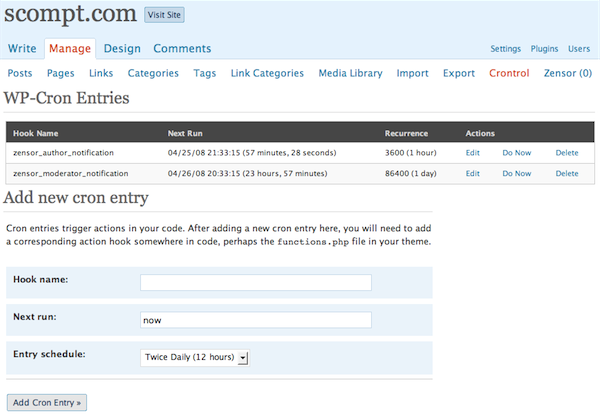 scompt.com Visit Site
Write Manage Design Comments Settings Plugins Users
Posts Pages Links Categories Tags Link Categories Media Library Import Export Crontrol Zensor (0)
WP-Cron Entries
Hook Name Next Run Recurrence Actions
zensor_author_notification 04/25/08 21:33:15 (57 minutes, 28 seconds) 3600 (1 hour) Edit Do Now Delete
zensor_moderator_notification 04/26/08 20:33:15 (23 hours, 57 minutes) 86400 (1 day) Edit Do Now Delete
Add new cron entry
Cron entries trigger actions in your code. After adding a new cron entry here, you will need to add
a corresponding action hook somewhere in code, perhaps the functions.php file in your theme.
Hook name:
Next run: now
Entry schedule: Twice Daily (12 hours)
Add Cron Entry »